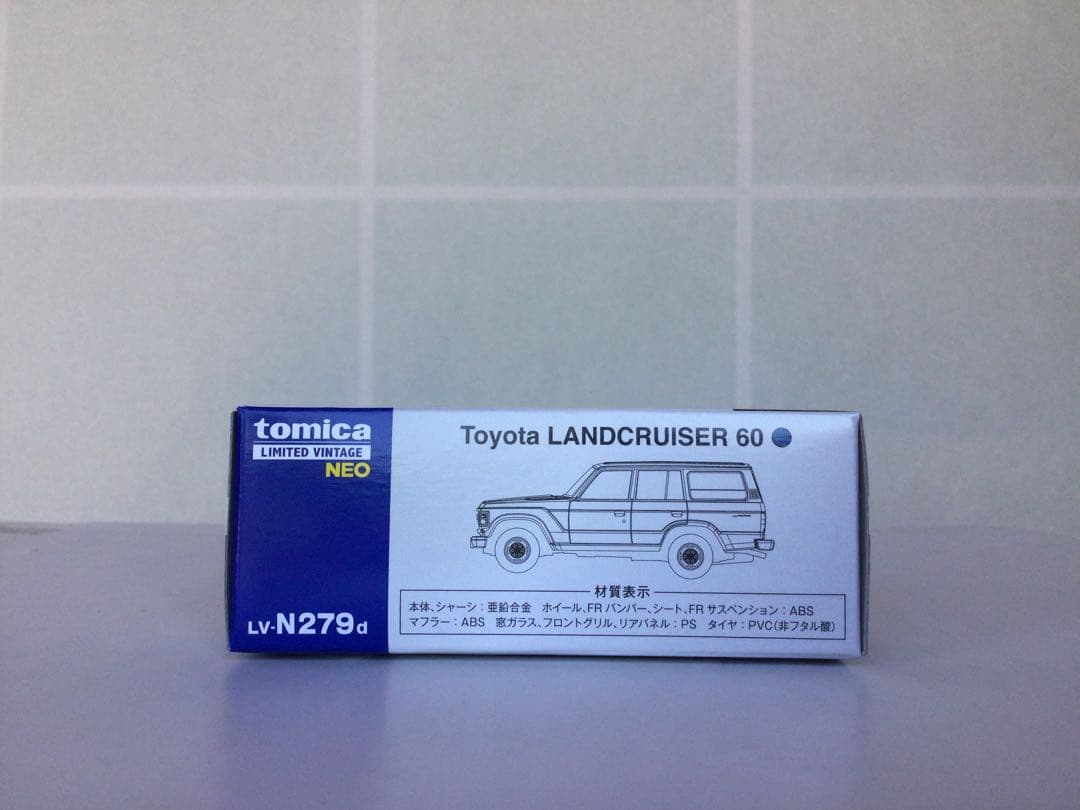 tomica
LIMITED VINTAGE
NEO
LV-N279d
Toyota LANDCRUISER 60
材質表示
本体、シャーシ：亜鉛合金　ホイール、FRバンパー、シート、FRサスペンション：ABS
マフラー：ABS　窓ガラス、フロントグリル、リアパネル：PS　タイヤ：PVC（非フタル酸）